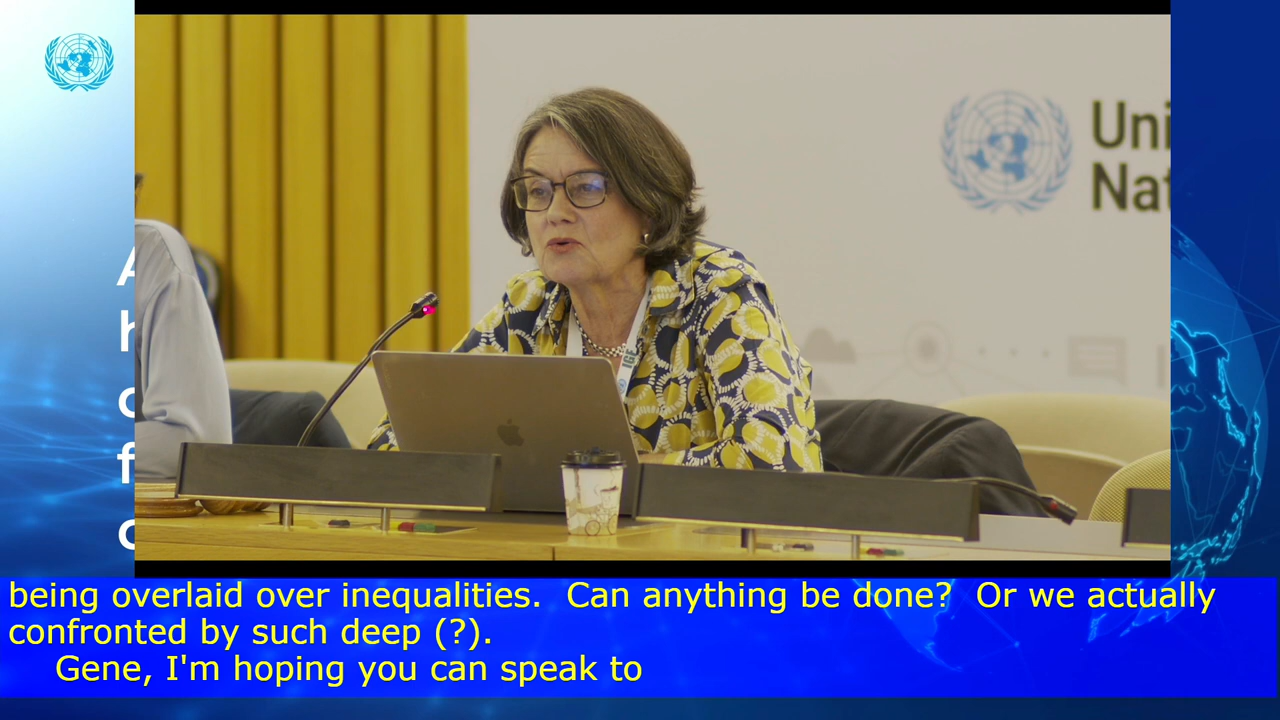 Uni
Nat
A
h
f
being overlaid over inequalities.  Can anything be done?  Or we actually
confronted by such deep (?).
Gene, I'm hoping you can speak to